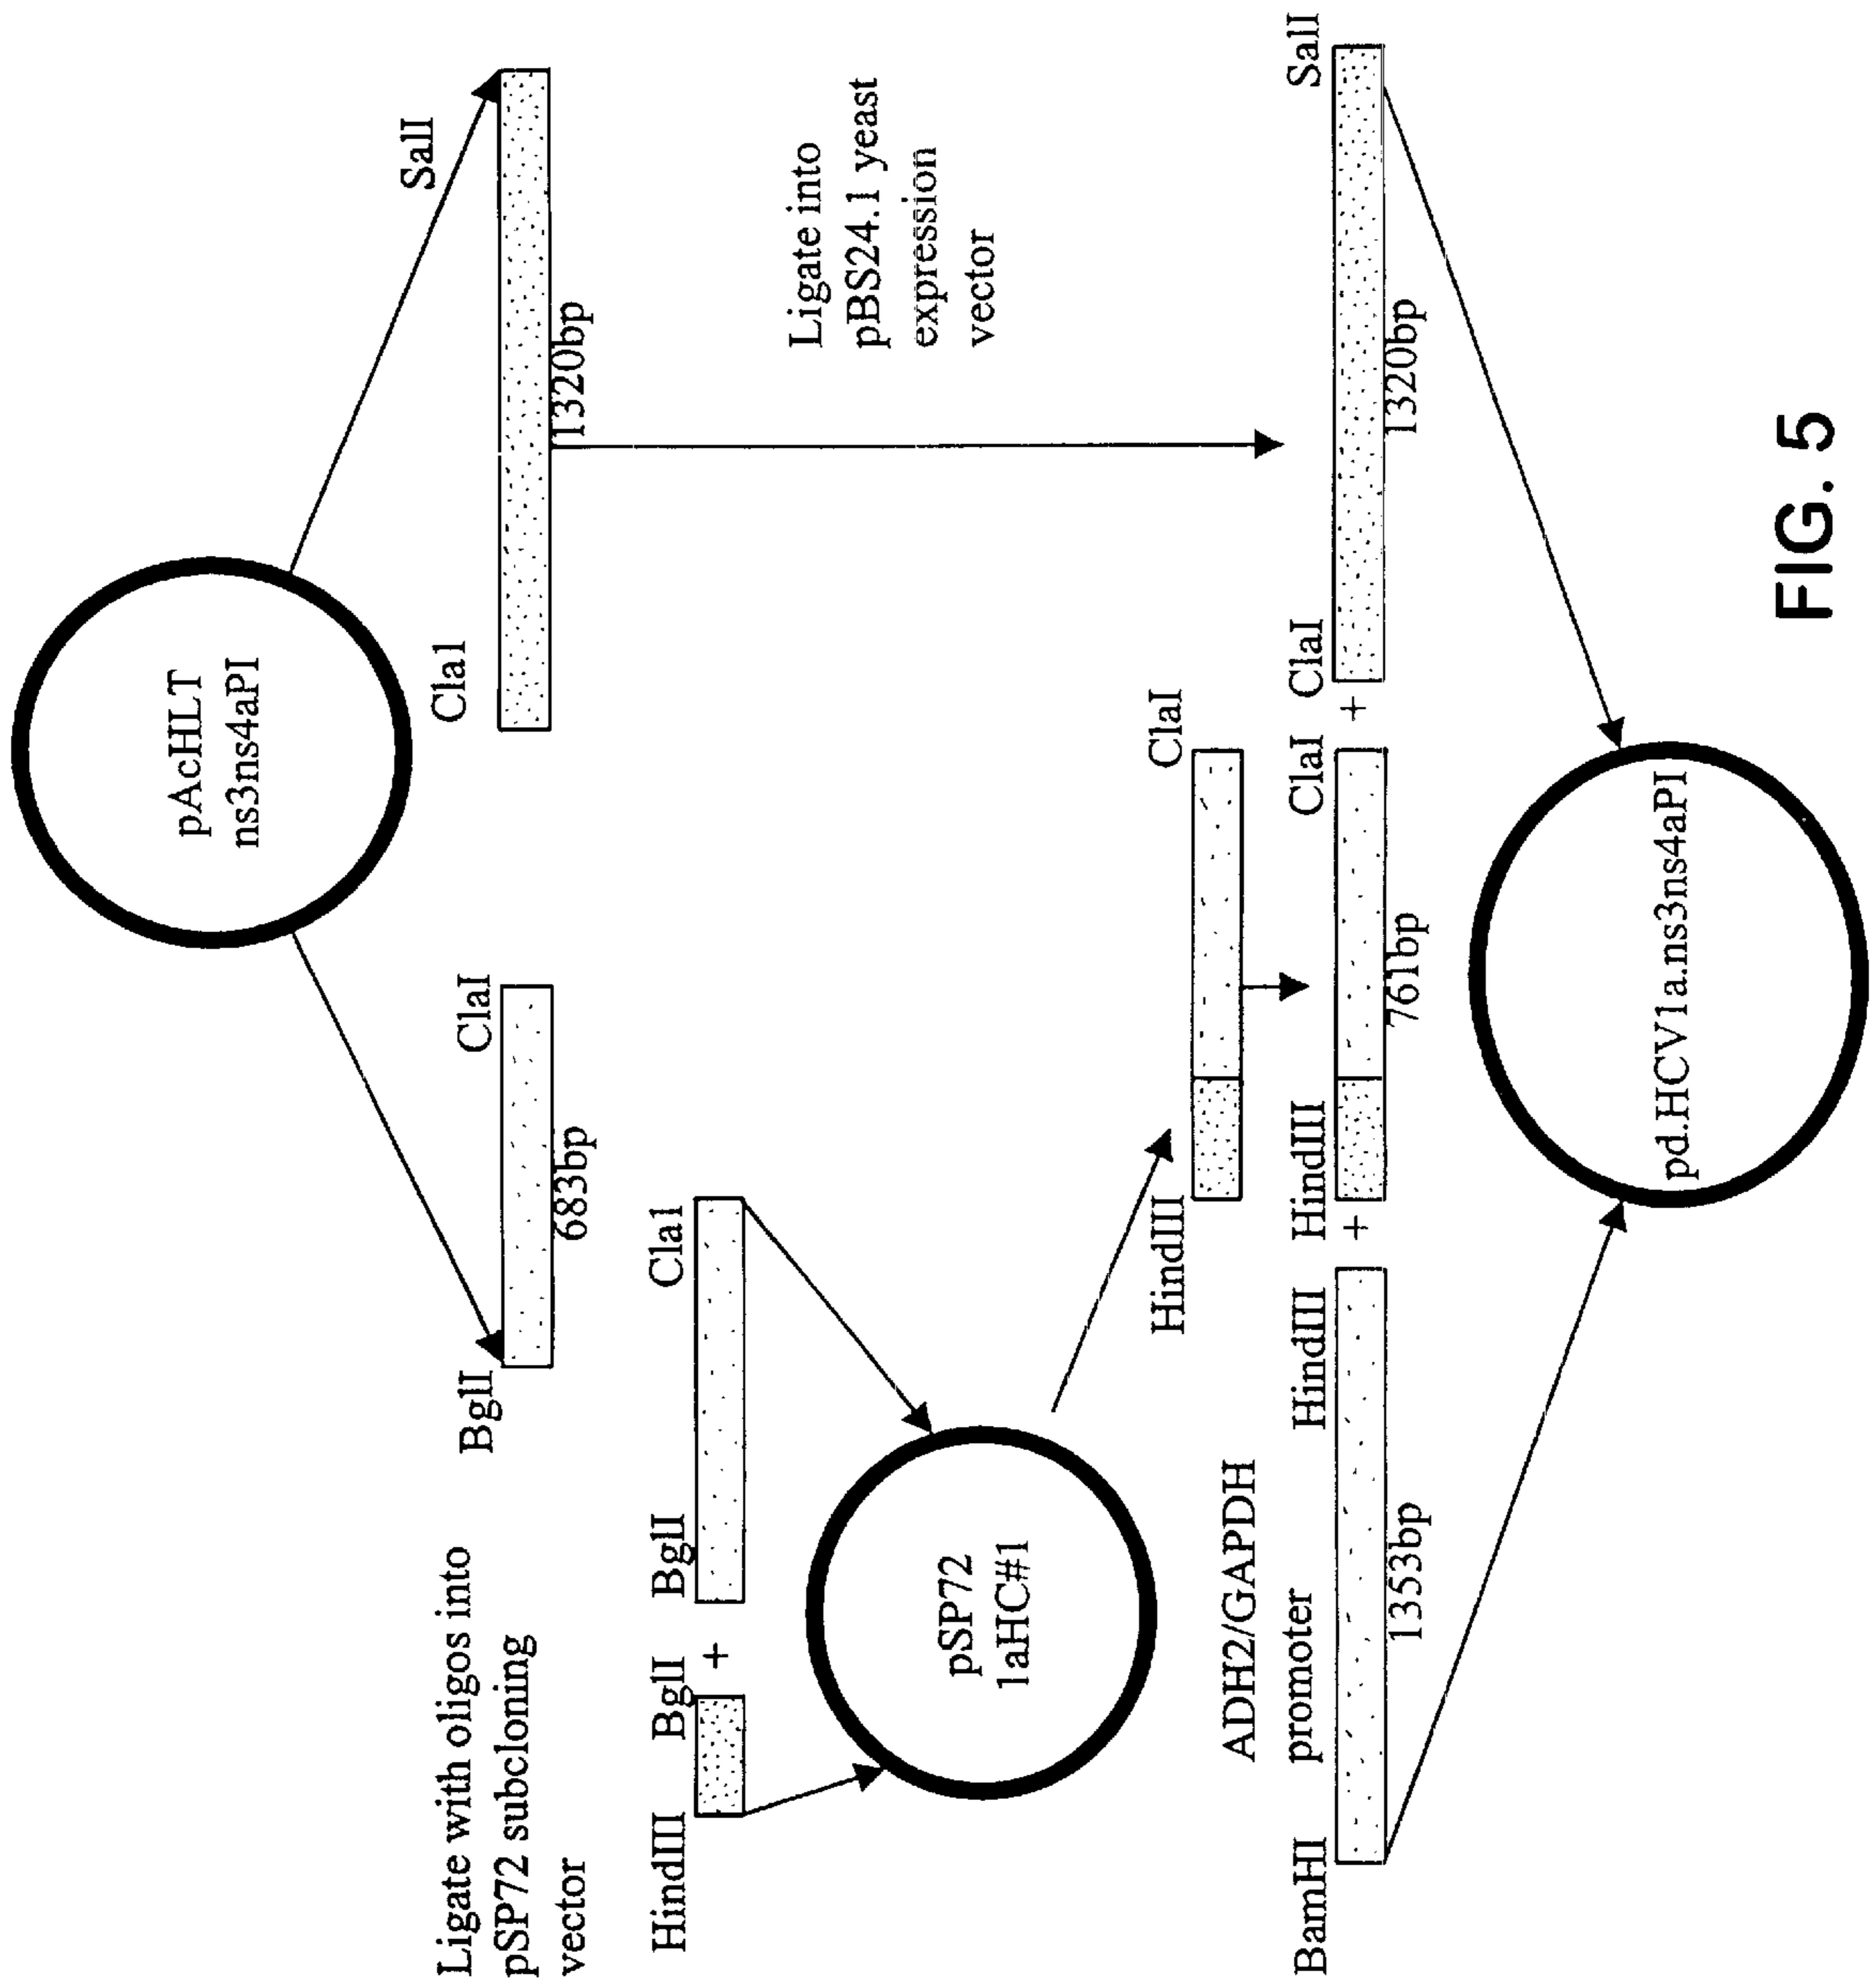 pAcHLT
ns3ns4aPI
BglI
ClaI
683bp
Cla1
SalI
1320bp
Ligate with oligos into
pSP72 subcloning
vector
HindIII
BglI
+
BglI
Cla1
pSP72
1aHC#1
Ligate into
pBS24.1 yeast
expression
vector
HindIII
ClaI
ADH2/GAPDH
promoter
BamHI
HindIII
1353bp
+
HindIII
ClaI
761bp
+
ClaI
SalI
1320bp
pd.HCV1a.ns3ns4aPI
FIG. 5